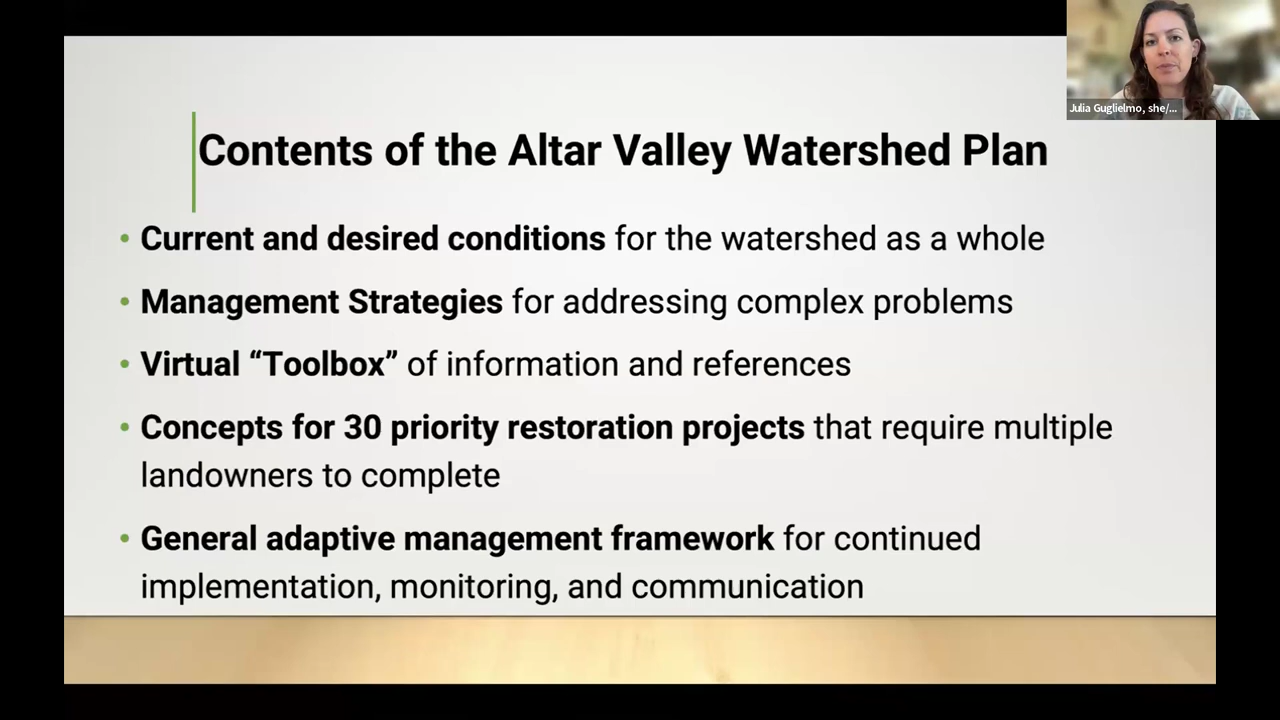 Julia Guglielmo, she/...
Contents of the Altar Valley Watershed Plan
• Current and desired conditions for the watershed as a whole
• Management Strategies for addressing complex problems
• Virtual “Toolbox” of information and references
• Concepts for 30 priority restoration projects that require multiple
landowners to complete
• General adaptive management framework for continued
implementation, monitoring, and communication